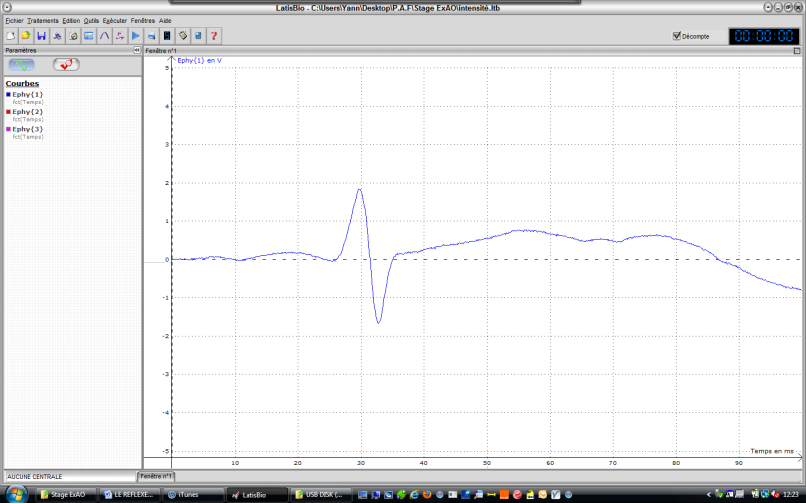 LatisBio - C:\Users\Yann\Desktop\P.A.F\Stage ExAO\intensité.ltb
Fichier Traitements Edition Outils Exécuter Fenêtres Aide
Décompte
00:00:00
Paramètres
Fenêtre n°1
Courbes
Ephy{1}
fct(Temps)
Ephy{2}
fct(Temps)
Ephy{3}
fct(Temps)
Ephy{1} en V
5
4
3
2
1
0
-1
-2
-3
-4
-5
Temps en ms
10 20 30 40 50 60 70 80 90
AUCUNE CENTRALE
Fenêtre n°1
Stage ExAO
LE REFLEXE...
iTunes
LatisBio
USB DISK (...
12:23